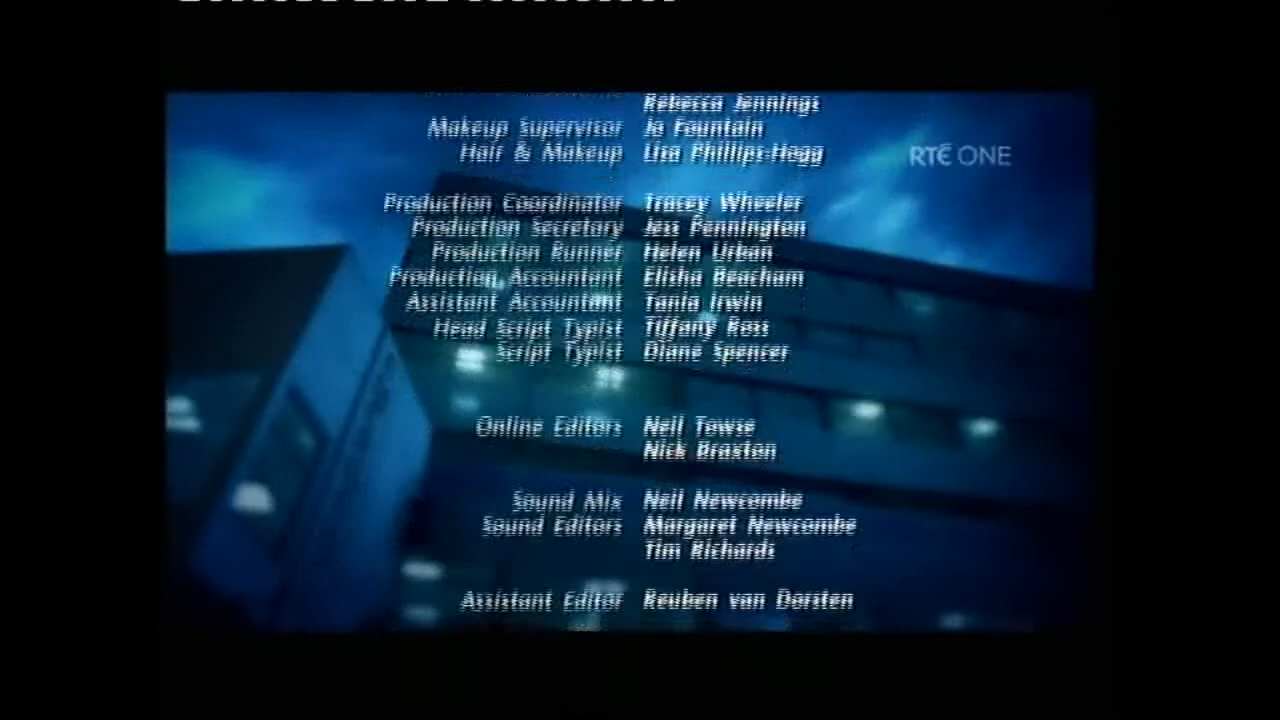 Rebecca Jennings
Makeup Supervisor Jo Fountain
Hair & Makeup Lisa Phillips-Hogg
RTÉ ONE
Production Coordinator Tracey Wheeler
Production Secretary Jess Pennington
Production Runner Helen Urban
Production Accountant Elisha Beacham
Assistant Accountant Tania Irwin
Head Script Typist Tiffany Ross
Script Typist Diane Spencer
Online Editors Neil Towse
Nick Braxton
Sound Mix Neil Newcombe
Sound Editors Margaret Newcombe
Tim Richards
Assistant Editor Reuben van Dorsten